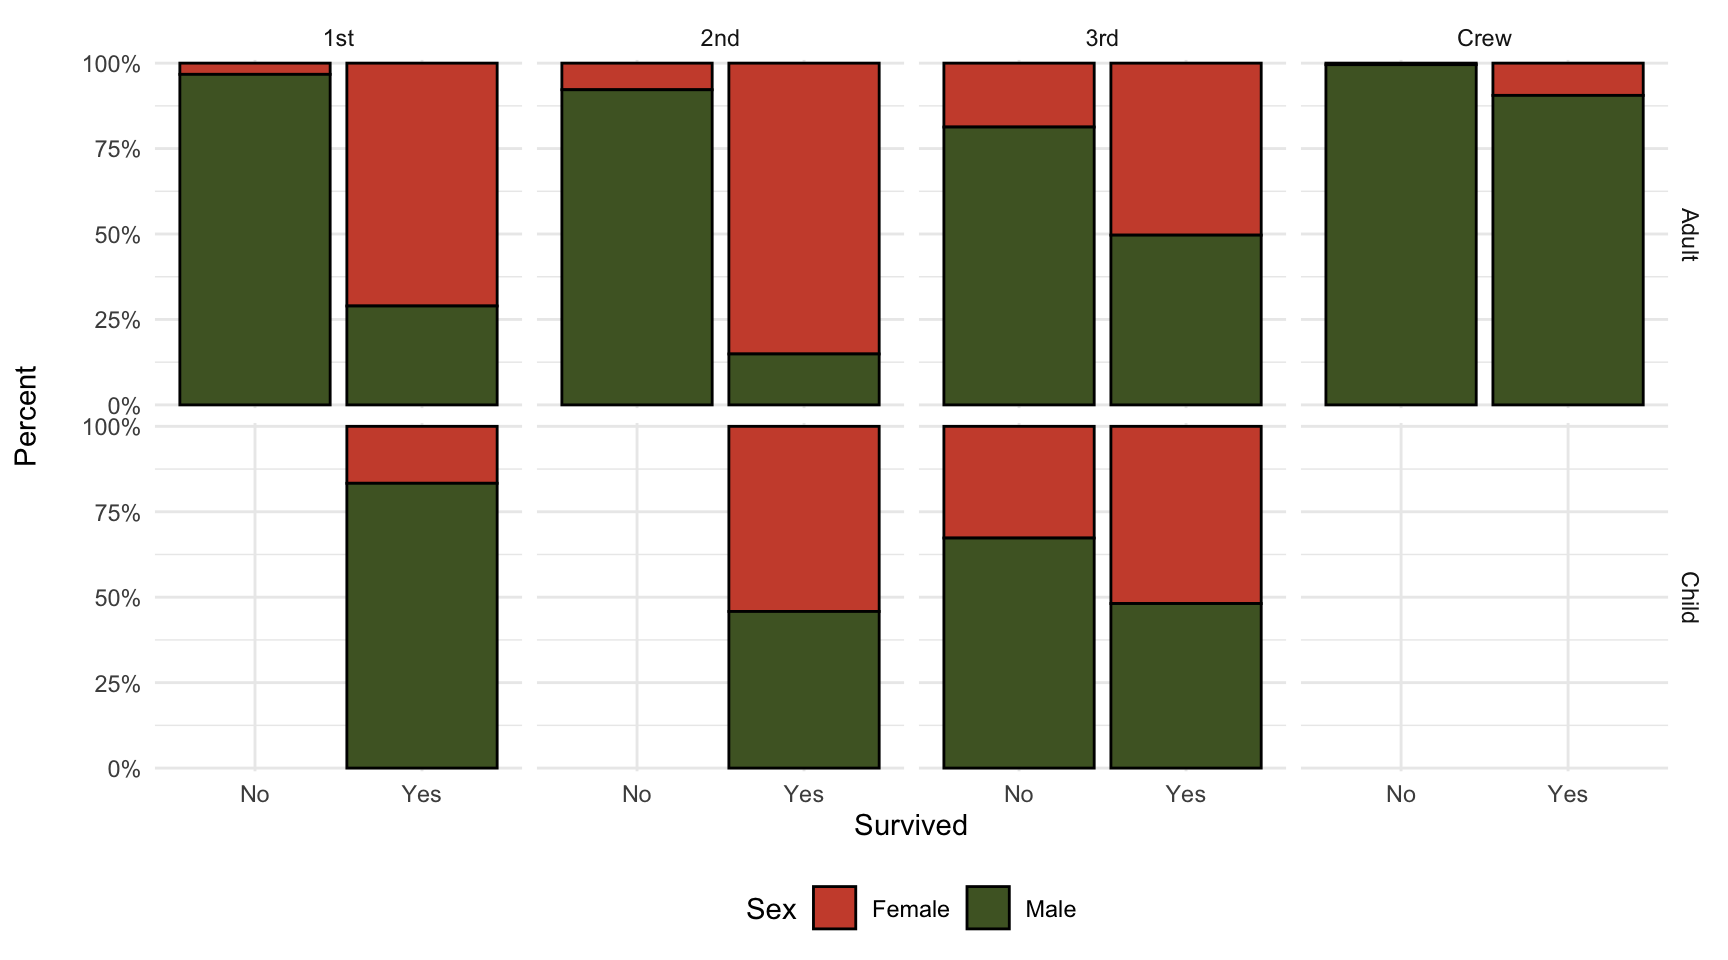 1st 2nd 3rd Crew
100%
75%
50%
25%
0%
Adult
100%
75%
50%
25%
0%
Child
Percent
No Yes No Yes No Yes No Yes
Survived
Sex Female Male